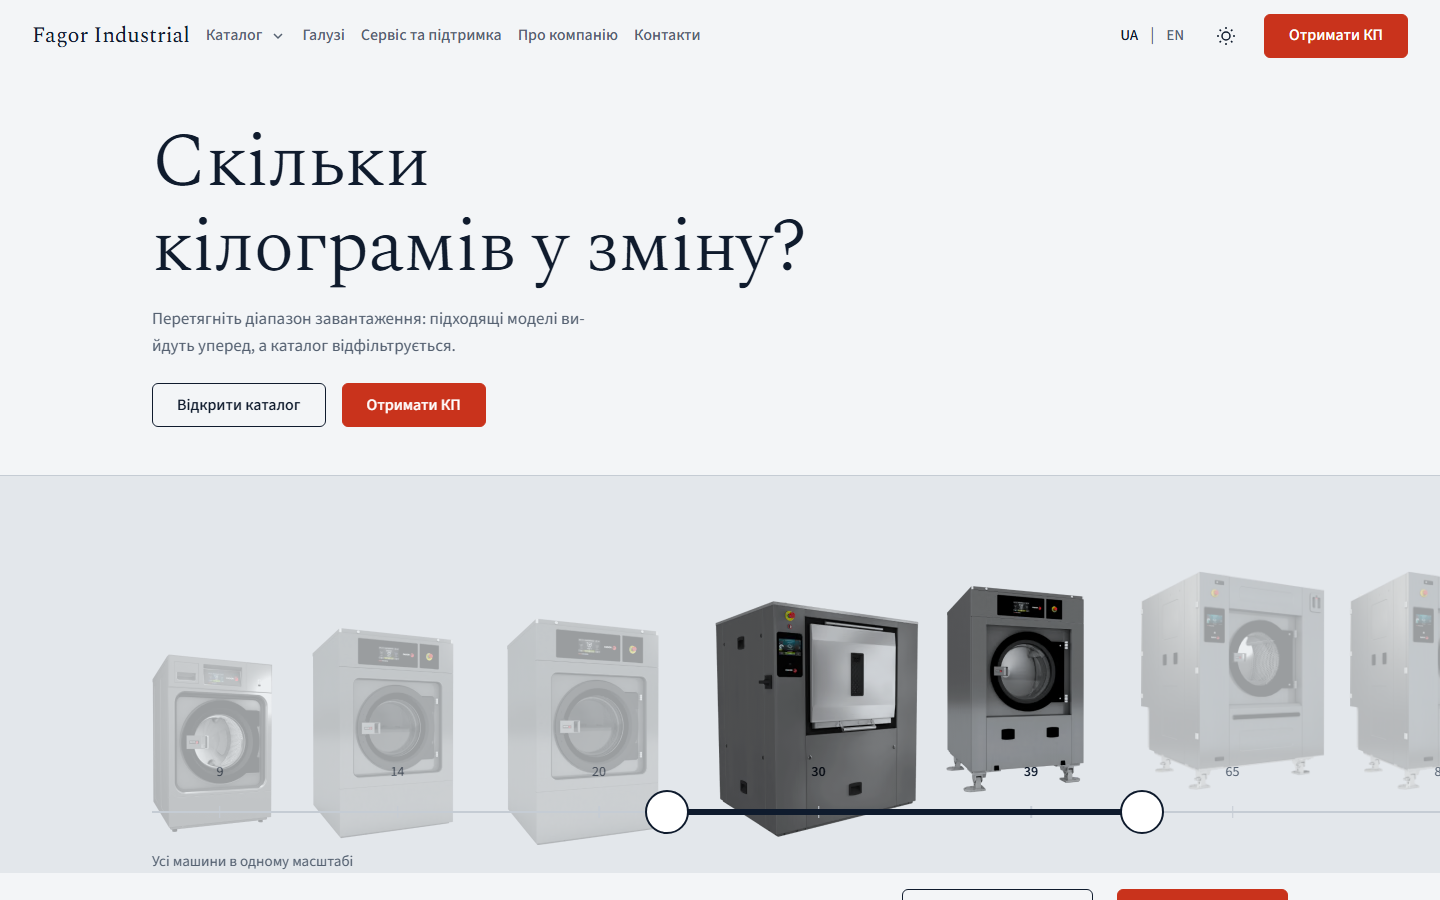 Fagor Industrial
Каталог
Галузі
Сервіс та підтримка
Про компанію
Контакти
UA | EN
Отримати КП
Скільки
кілограмів у зміну?
Перетягніть діапазон завантаження: підходящі моделі ви-
йдуть уперед, а каталог відфільтрується.
Відкрити каталог
Отримати КП
9
14
20
30
39
65
Усі машини в одному масштабі